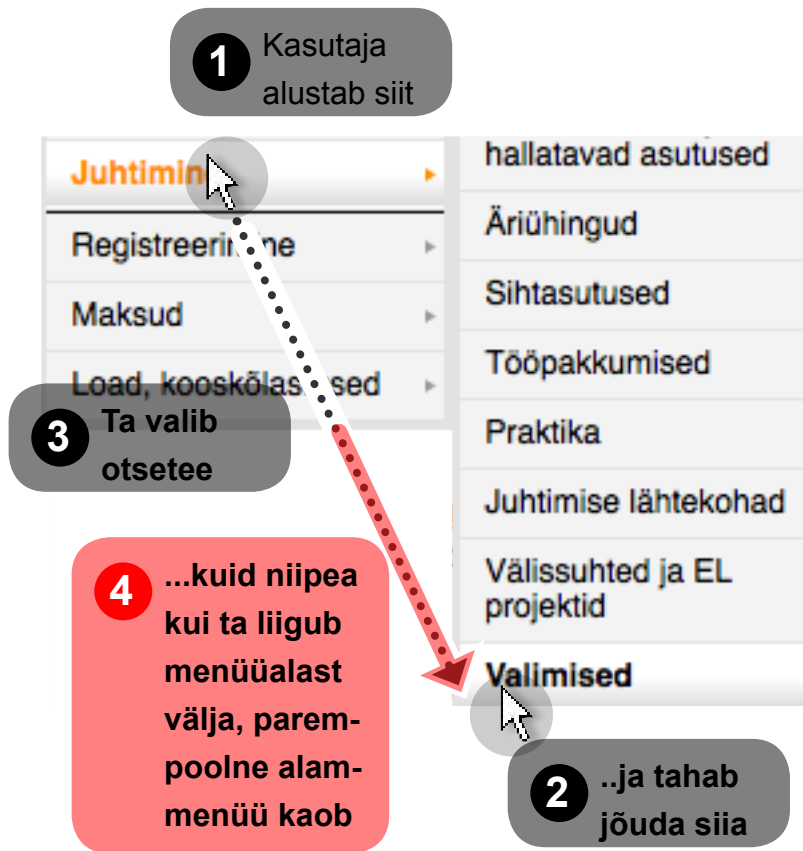 1 Kasutaja
alustab siit
Juhtimin
Registreerimine
Maksud
Load, kooskõlastused
hallatavad asutused
Äriühingud
Sihtasutused
Tööpakkumised
Praktika
Juhtimise lähtekohad
Välissuhted ja EL
projektid
Valimised
2 ..ja tahab
jõuda siia
3 Ta valib
otsetee
4 ...kuid niipea
kui ta liigub
menüüalast
välja, parem-
poolne alam-
menüü kaob